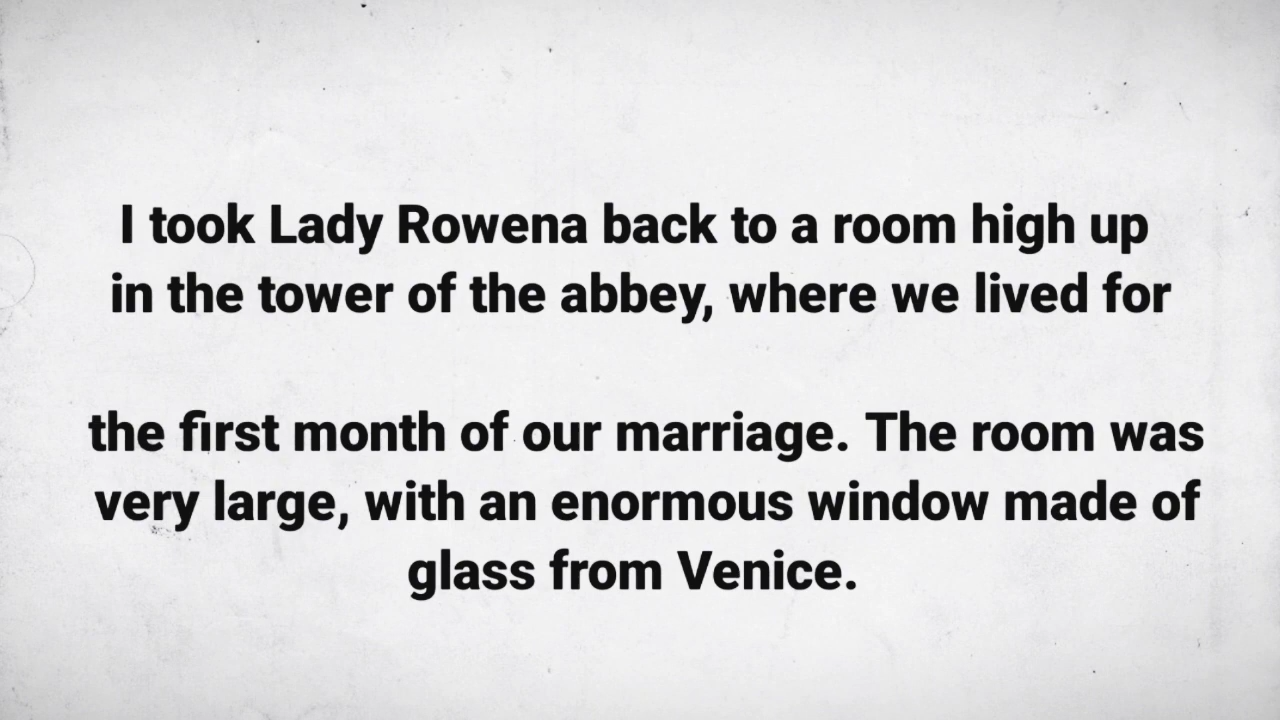 I took Lady Rowena back to a room high up
in the tower of the abbey, where we lived for
the first month of our marriage. The room was
very large, with an enormous window made of
glass from Venice.